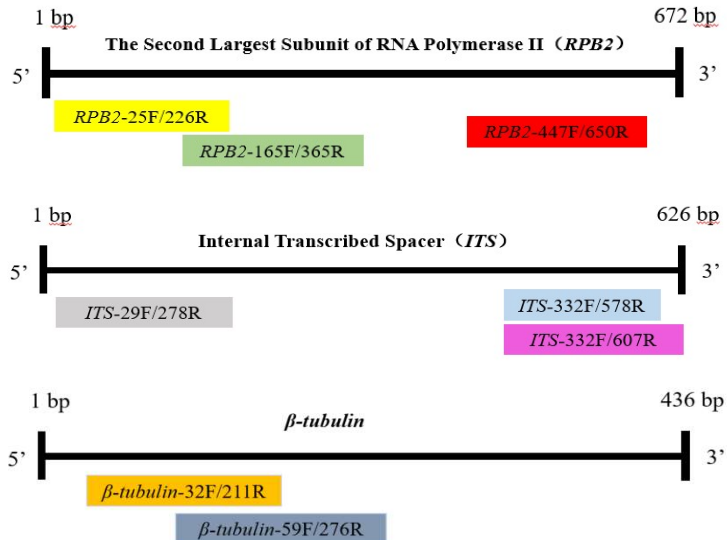 1 bp 672 bp
The Second Largest Subunit of RNA Polymerase II（RPB2）
5’ 3’
RPB2-25F/226R
RPB2-447F/650R
RPB2-165F/365R
1 bp 626 bp
Internal Transcribed Spacer（ITS）
5’ 3’
ITS-29F/278R
ITS-332F/578R
ITS-332F/607R
1 bp 436 bp
β-tubulin
5’ 3’
β-tubulin-32F/211R
β-tubulin-59F/276R